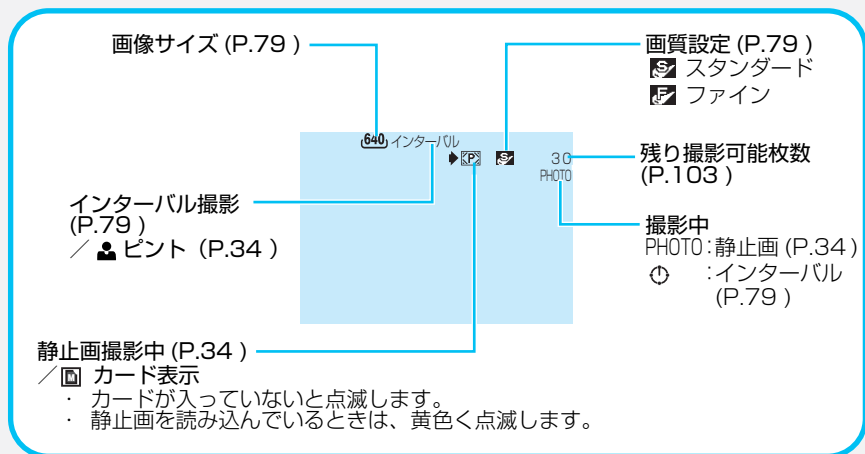 画像サイズ (P.79 )
画質設定 (P.79 )
S スタンダード
F ファイン
640 インターバル
P S 30
PHOTO
残り撮影可能枚数
(P.103 )
インターバル撮影
(P.79 )
／ ピント（P.34 ）
撮影中
PHOTO：静止画 (P.34 )
：インターバル
(P.79 )
静止画撮影中 (P.34 )
／ カード表示
・ カードが入っていないと点滅します。
・ 静止画を読み込んでいるときは、黄色く点滅します。